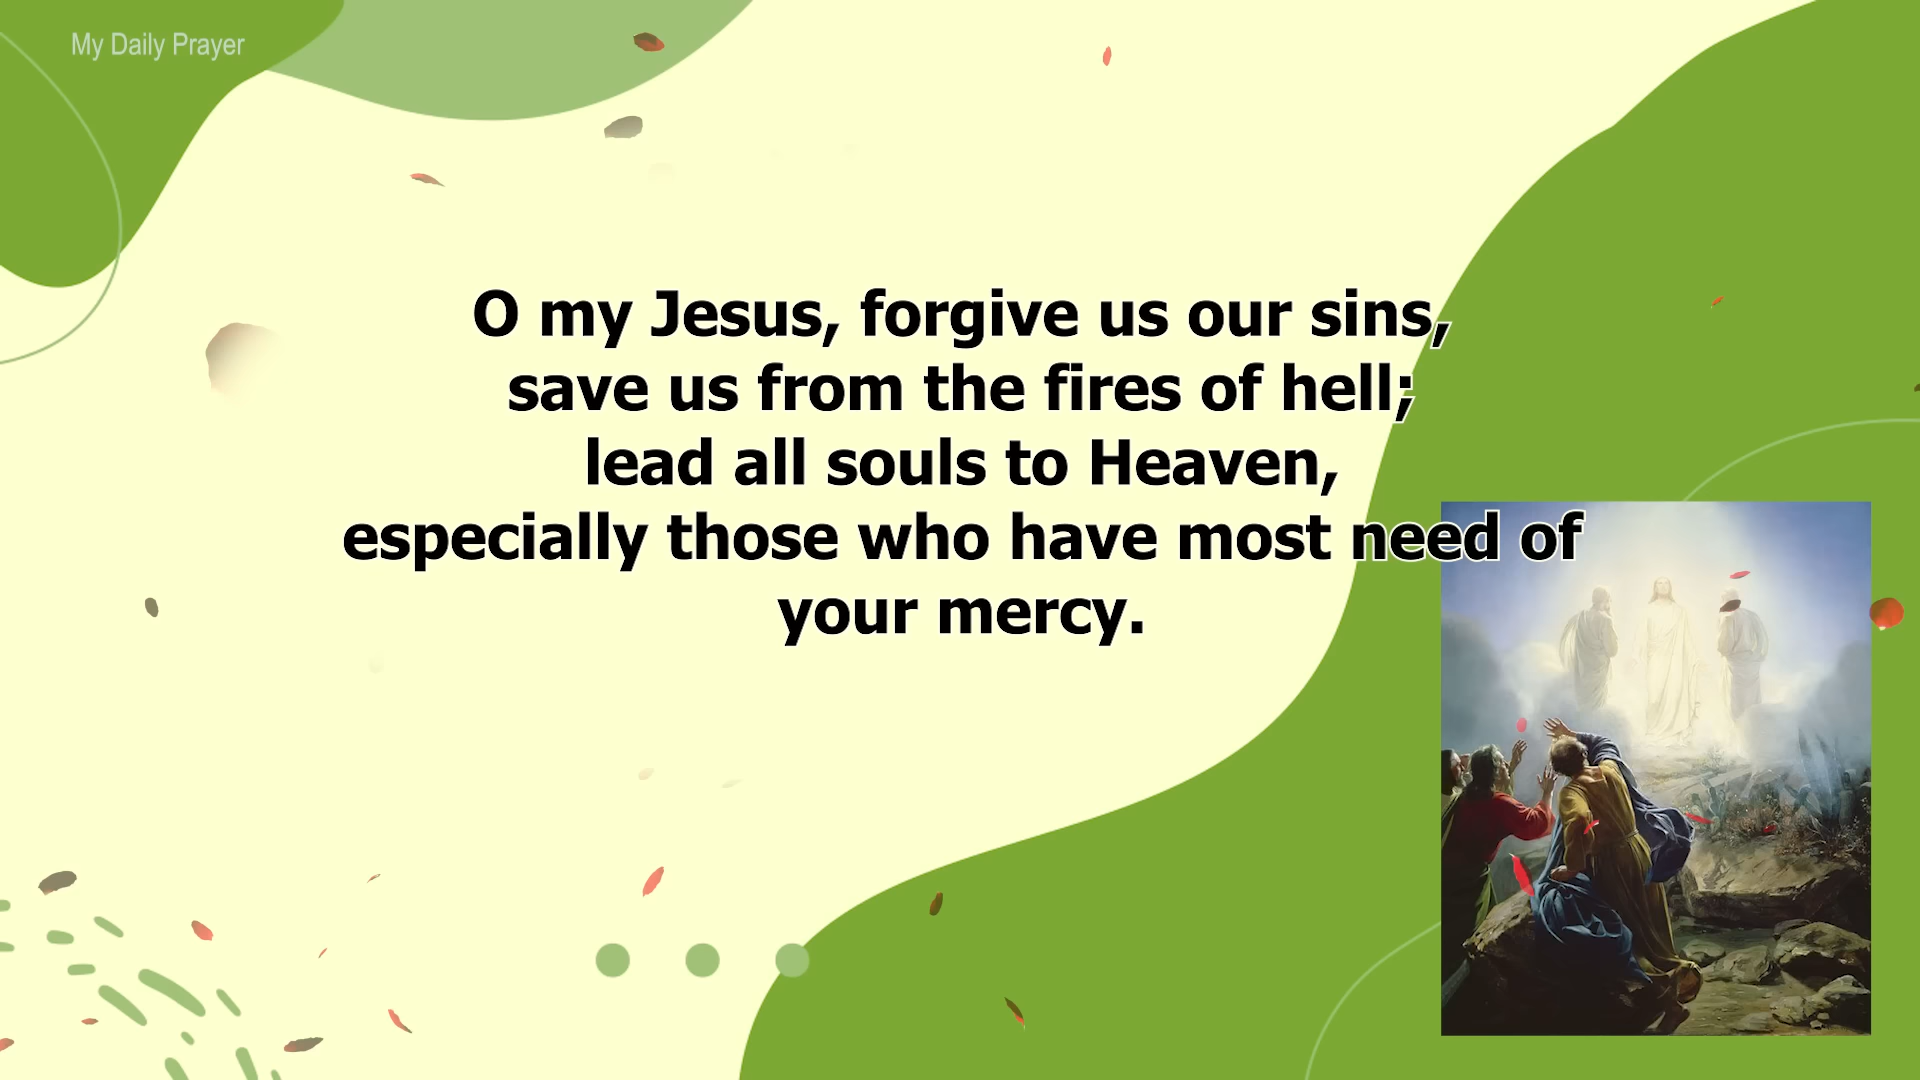 My Daily Prayer
O my Jesus, forgive us our sins,
save us from the fires of hell;
lead all souls to Heaven,
especially those who have most need of
your mercy.